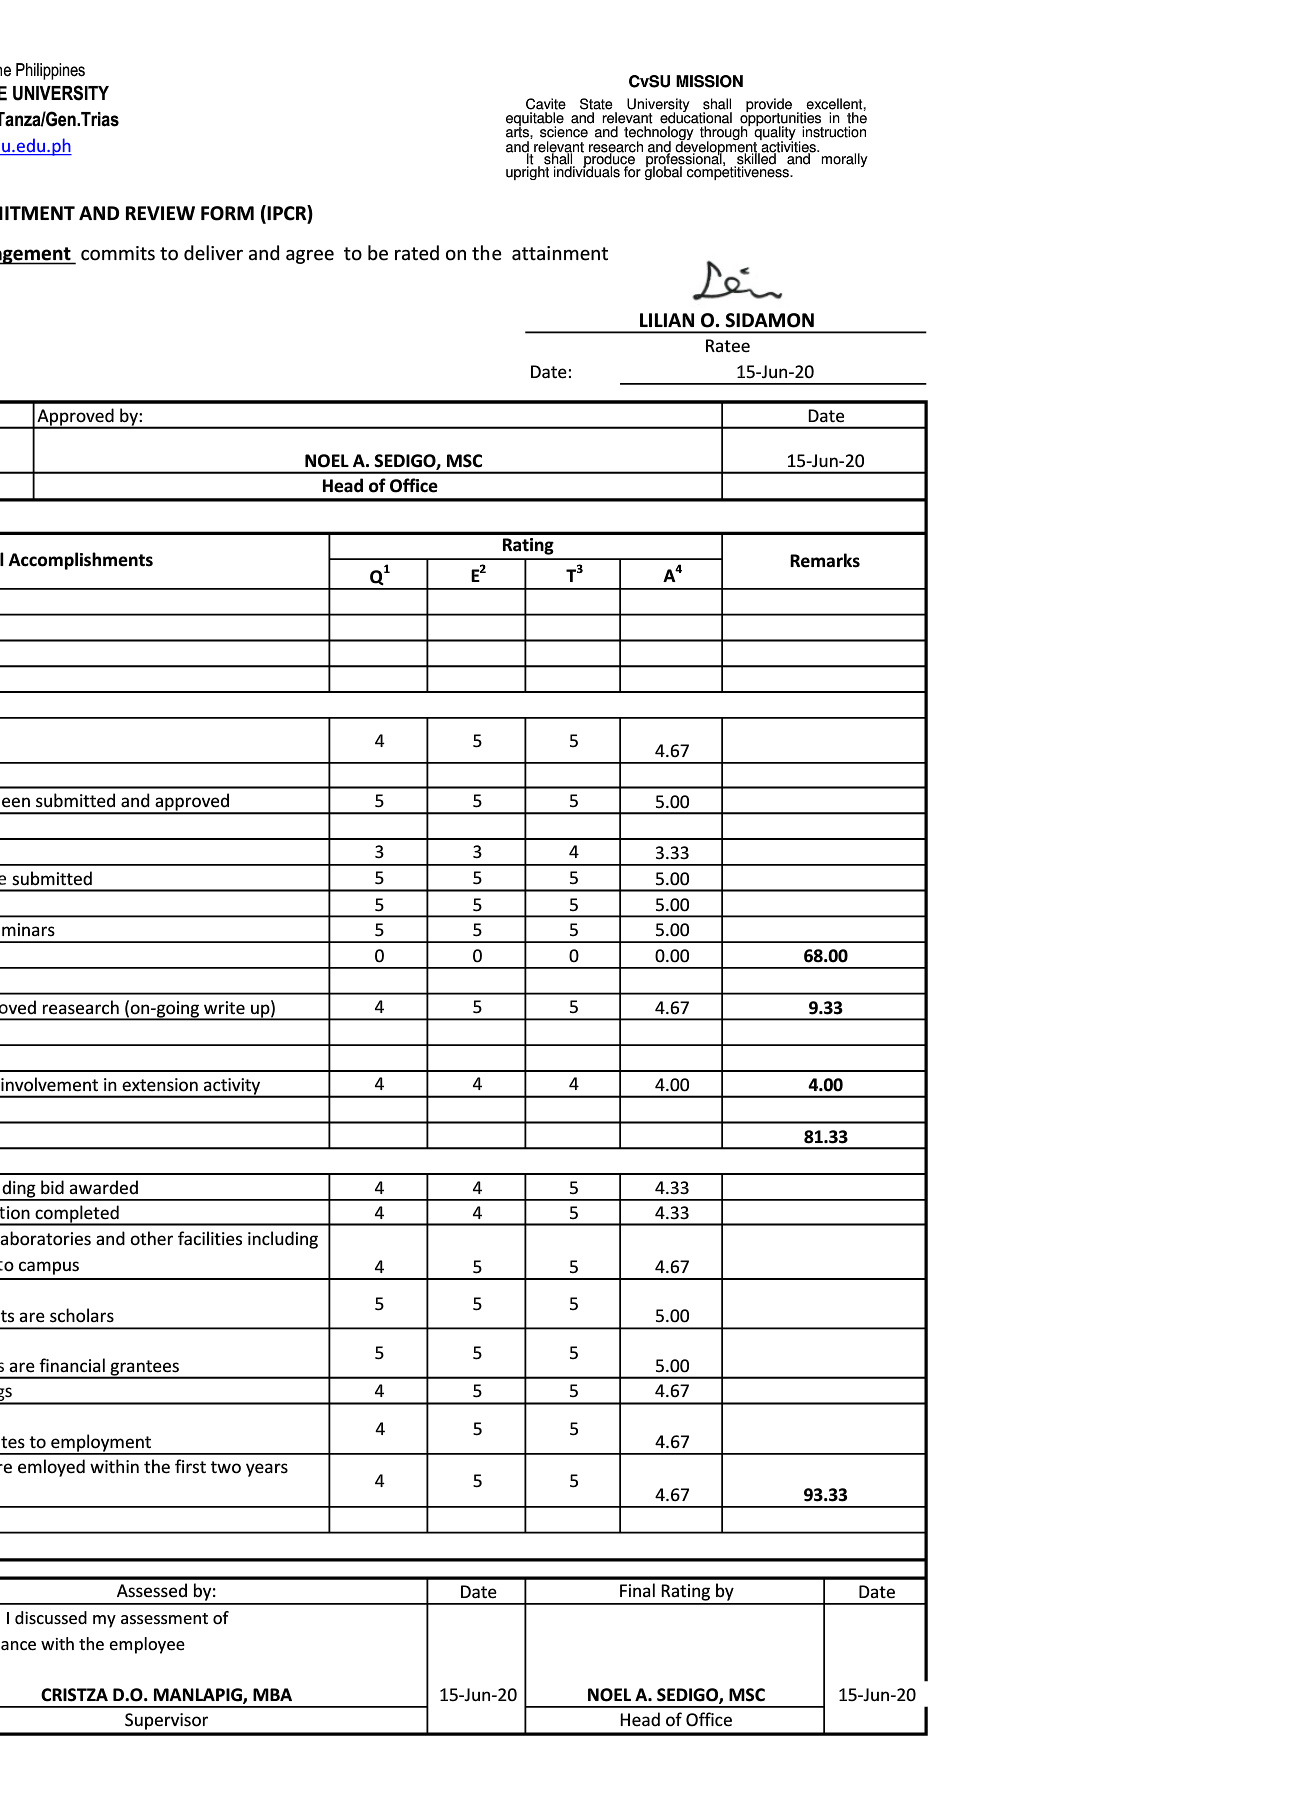 ne Philippines
E UNIVERSITY
Tanza/Gen.Trias
u.edu.ph
CvSU MISSION
Cavite State University shall provide excellent,
equitable and relevant educational opportunities in the
arts, science and technology through quality instruction
and relevant research and development activities.
It shall produce professional, skilled and morally
upright individuals for global competitiveness.
IITMENT AND REVIEW FORM (IPCR)
agement commits to deliver and agree to be rated on the attainment
LILIAN O. SIDAMON
Ratee
Date: 15-Jun-20
Approved by: Date
NOEL A. SEDIGO, MSC 15-Jun-20
Head of Office
l Accomplishments Rating Remarks
Q1 E2 T3 A4
4 5 5 4.67
een submitted and approved 5 5 5 5.00
3 3 4 3.33
e submitted 5 5 5 5.00
5 5 5 5.00
minars 5 5 5 5.00
0 0 0 0.00 68.00
oved reasearch (on-going write up) 4 5 5 4.67 9.33
involvement in extension activity 4 4 4 4.00 4.00
81.33
ding bid awarded 4 4 5 4.33
tion completed 4 4 5 4.33
aboratories and other facilities including
to campus 4 5 5 4.67
ts are scholars 5 5 5 5.00
s are financial grantees 5 5 5 5.00
gs 4 5 5 4.67
tes to employment 4 5 5 4.67
re emloyed within the first two years
4 5 5 4.67 93.33
Assessed by: Date Final Rating by Date
I discussed my assessment of
ance with the employee
CRISTZA D.O. MANLAPIG, MBA 15-Jun-20 NOEL A. SEDIGO, MSC 15-Jun-20
Supervisor Head of Office